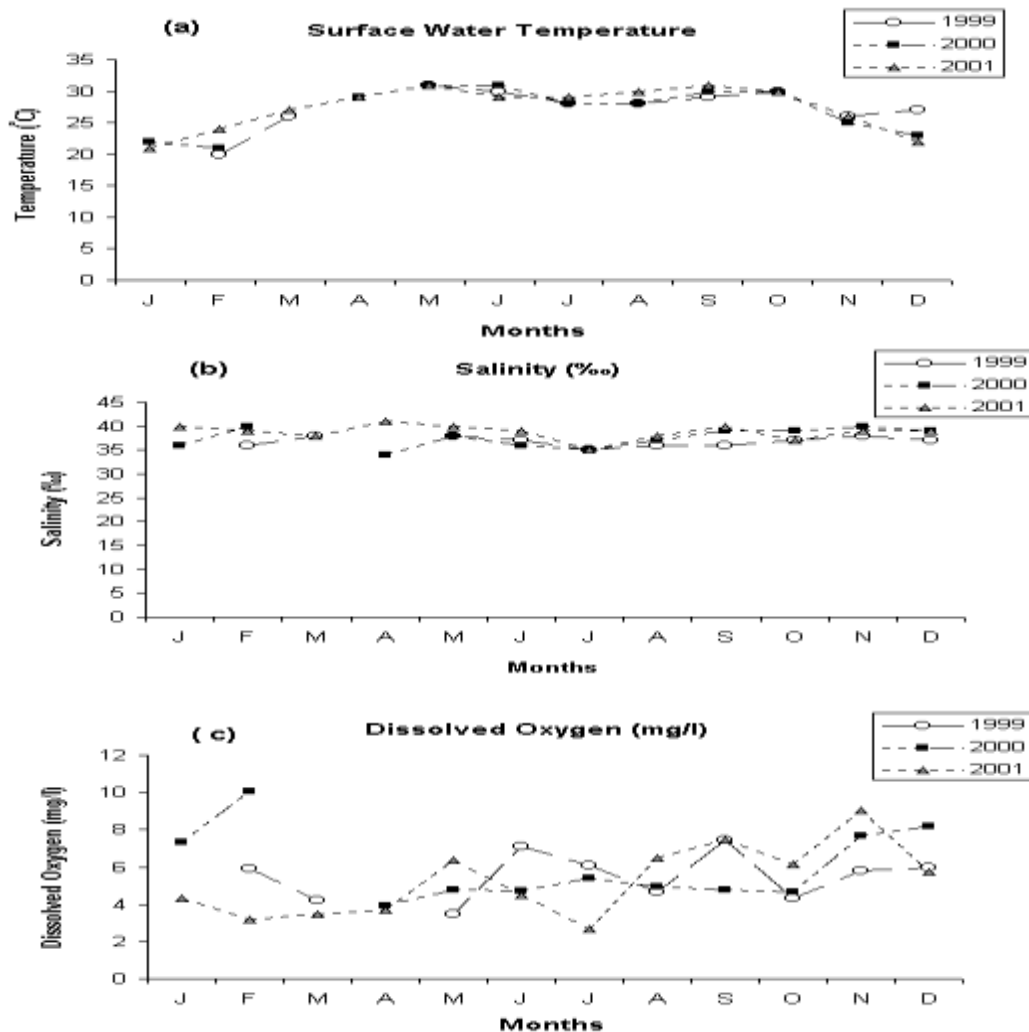 (a) Surface Water Temperature
1999
2000
2001
Temperature (°C)
35
30
25
20
15
10
5
0
J F M A M J J A S O N D
Months
(b) Salinity (‰)
1999
2000
2001
Salinity (‰)
45
40
35
30
25
20
15
10
5
0
J F M A M J J A S O N D
Months
( c) Dissolved Oxygen (mg/l)
1999
2000
2001
Dissolved Oxygen (mg/l)
12
10
8
6
4
2
0
J F M A M J J A S O N D
Months